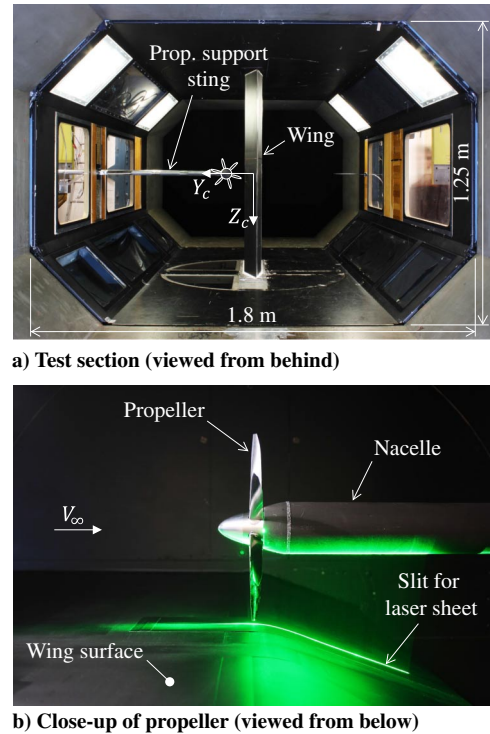 Prop. support
sting
Wing
Y_c
Z_c
1.25 m
1.8 m
a) Test section (viewed from behind)
Propeller
Nacelle
V_∞
Slit for
laser sheet
Wing surface
b) Close-up of propeller (viewed from below)